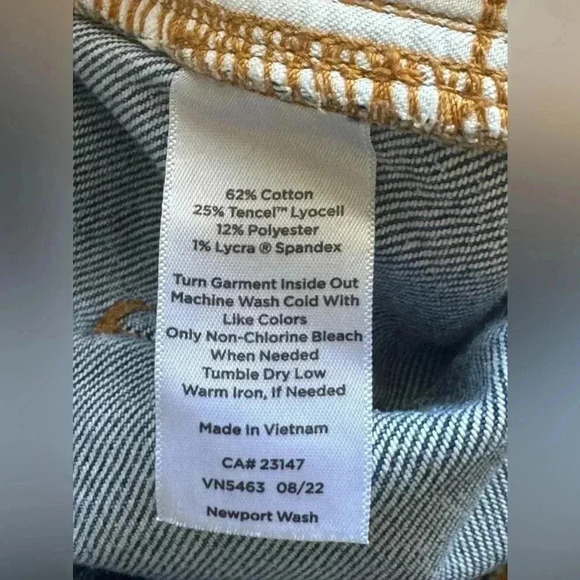 62% Cotton
25% Tencel™ Lyocell
12% Polyester
1% Lycra ® Spandex
Turn Garment Inside Out
Machine Wash Cold With
Like Colors
Only Non-Chlorine Bleach
When Needed
Tumble Dry Low
Warm Iron, If Needed
Made In Vietnam
CA# 23147
VN5463 08/22
Newport Wash